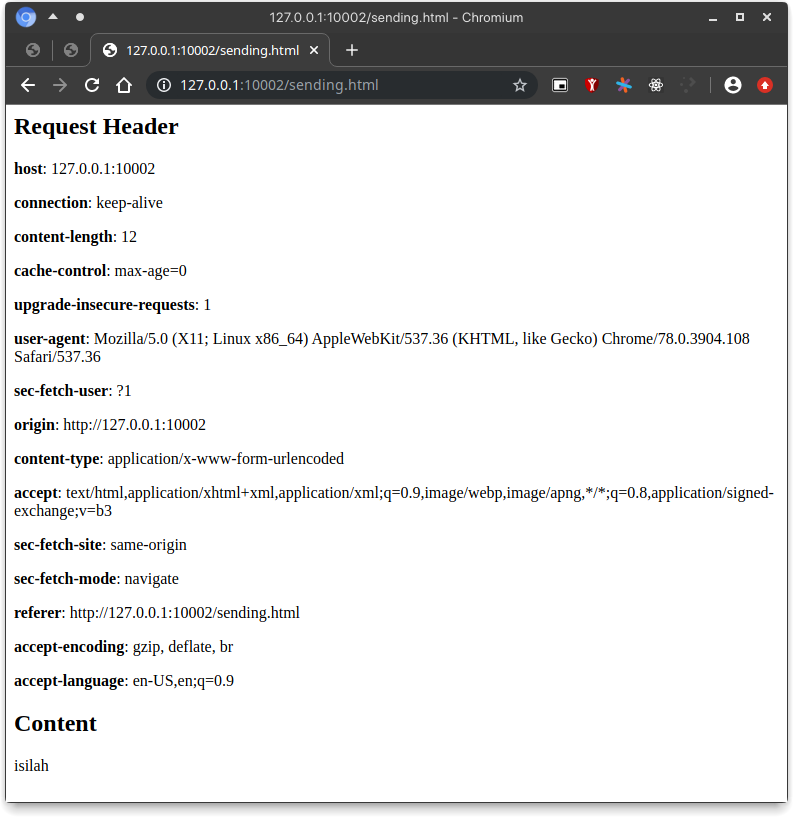 127.0.0.1:10002/sending.html - Chromium
127.0.0.1:10002/sending.html
127.0.0.1:10002/sending.html
Request Header
host: 127.0.0.1:10002
connection: keep-alive
content-length: 12
cache-control: max-age=0
upgrade-insecure-requests: 1
user-agent: Mozilla/5.0 (X11; Linux x86_64) AppleWebKit/537.36 (KHTML, like Gecko) Chrome/78.0.3904.108
Safari/537.36
sec-fetch-user: ?1
origin: http://127.0.0.1:10002
content-type: application/x-www-form-urlencoded
accept: text/html,application/xhtml+xml,application/xml;q=0.9,image/webp,image/apng,*/*;q=0.8,application/signed-
exchange;v=b3
sec-fetch-site: same-origin
sec-fetch-mode: navigate
referer: http://127.0.0.1:10002/sending.html
accept-encoding: gzip, deflate, br
accept-language: en-US,en;q=0.9
Content
isilah